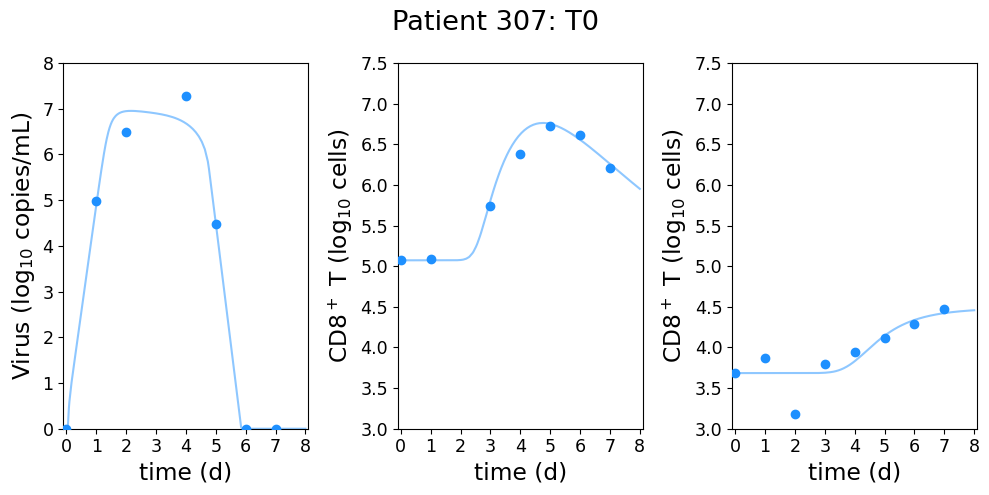 Patient 307: T0
Virus (log₁₀ copies/mL)
8
7
6
5
4
3
2
1
0
0 1 2 3 4 5 6 7 8
time (d)
CD8⁺ T (log₁₀ cells)
7.5
7.0
6.5
6.0
5.5
5.0
4.5
4.0
3.5
3.0
0 1 2 3 4 5 6 7 8
time (d)
CD8⁺ T (log₁₀ cells)
7.5
7.0
6.5
6.0
5.5
5.0
4.5
4.0
3.5
3.0
0 1 2 3 4 5 6 7 8
time (d)